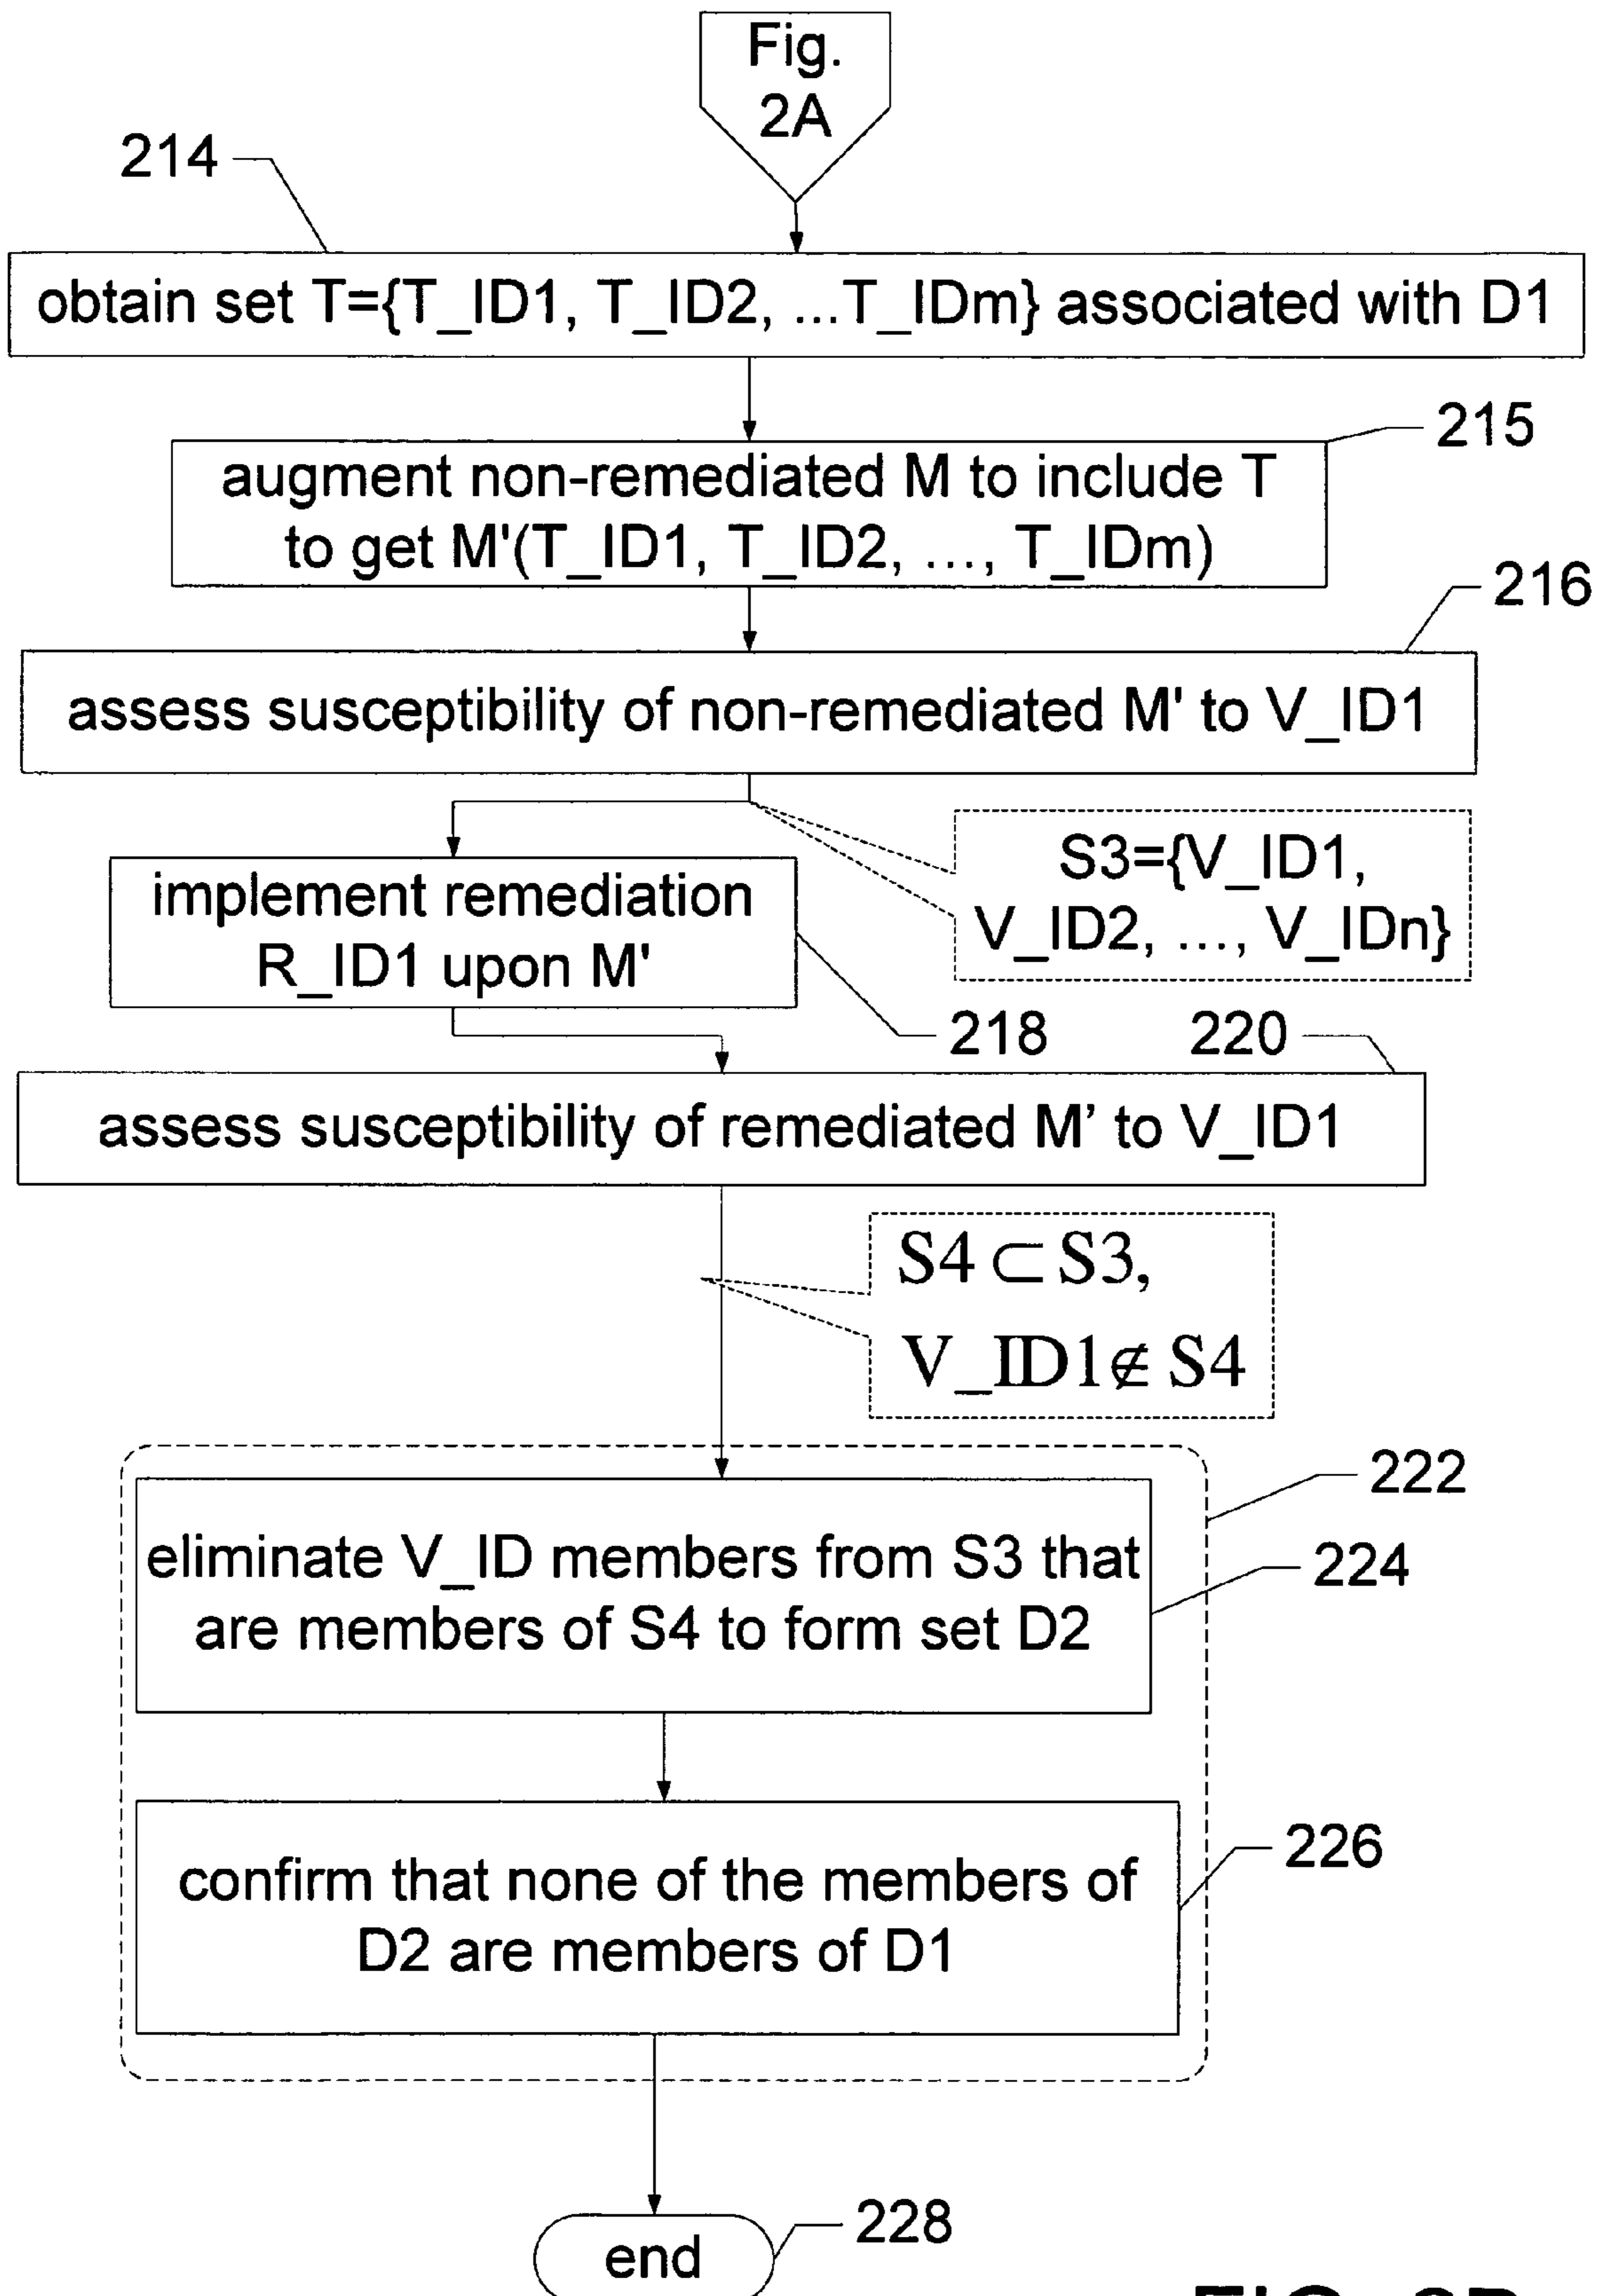 Fig.
2A
214
obtain set T={T_ID1, T_ID2, ...T_IDm} associated with D1
215
augment non-remediated M to include T
to get M'(T_ID1, T_ID2, ..., T_IDm)
216
assess susceptibility of non-remediated M' to V_ID1
S3={V_ID1,
V_ID2, ..., V_IDn}
implement remediation
R_ID1 upon M'
218
220
assess susceptibility of remediated M’ to V_ID1
S4 ⊂ S3,
V_ID1∉ S4
222
eliminate V_ID members from S3 that
are members of S4 to form set D2
224
confirm that none of the members of
D2 are members of D1
226
228
end